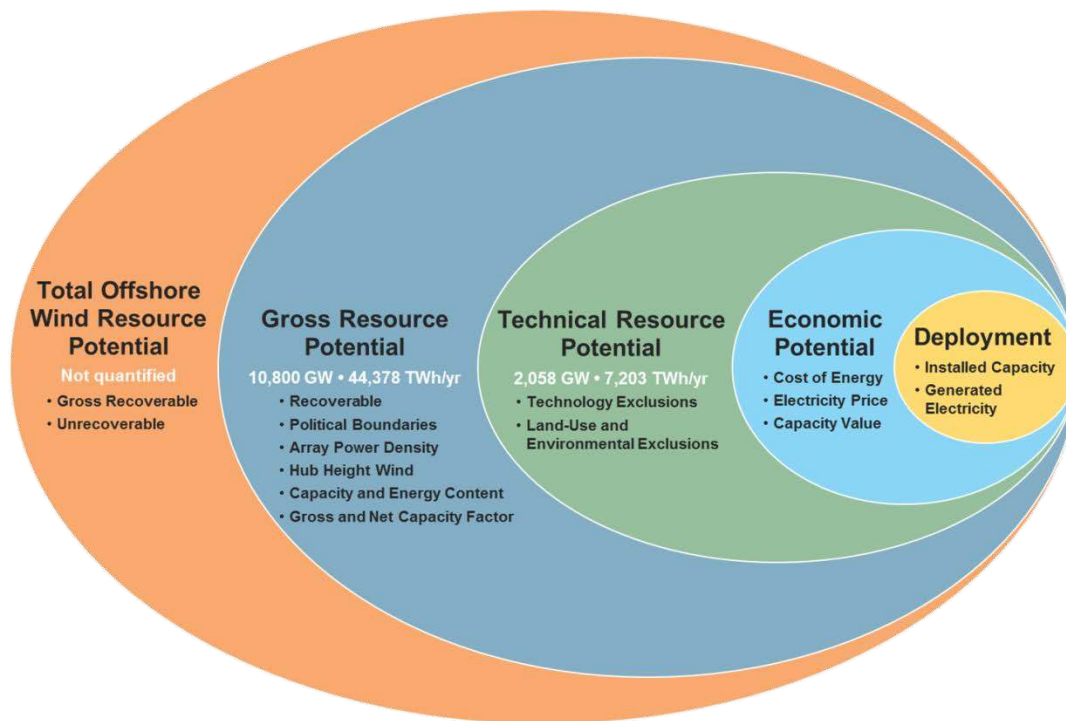 Total Offshore
Wind Resource
Potential
Not quantified
• Gross Recoverable
• Unrecoverable
Gross Resource
Potential
10,800 GW • 44,378 TWh/yr
• Recoverable
• Political Boundaries
• Array Power Density
• Hub Height Wind
• Capacity and Energy Content
• Gross and Net Capacity Factor
Technical Resource
Potential
2,058 GW • 7,203 TWh/yr
• Technology Exclusions
• Land-Use and
Environmental Exclusions
Economic
Potential
• Cost of Energy
• Electricity Price
• Capacity Value
Deployment
• Installed Capacity
• Generated
Electricity